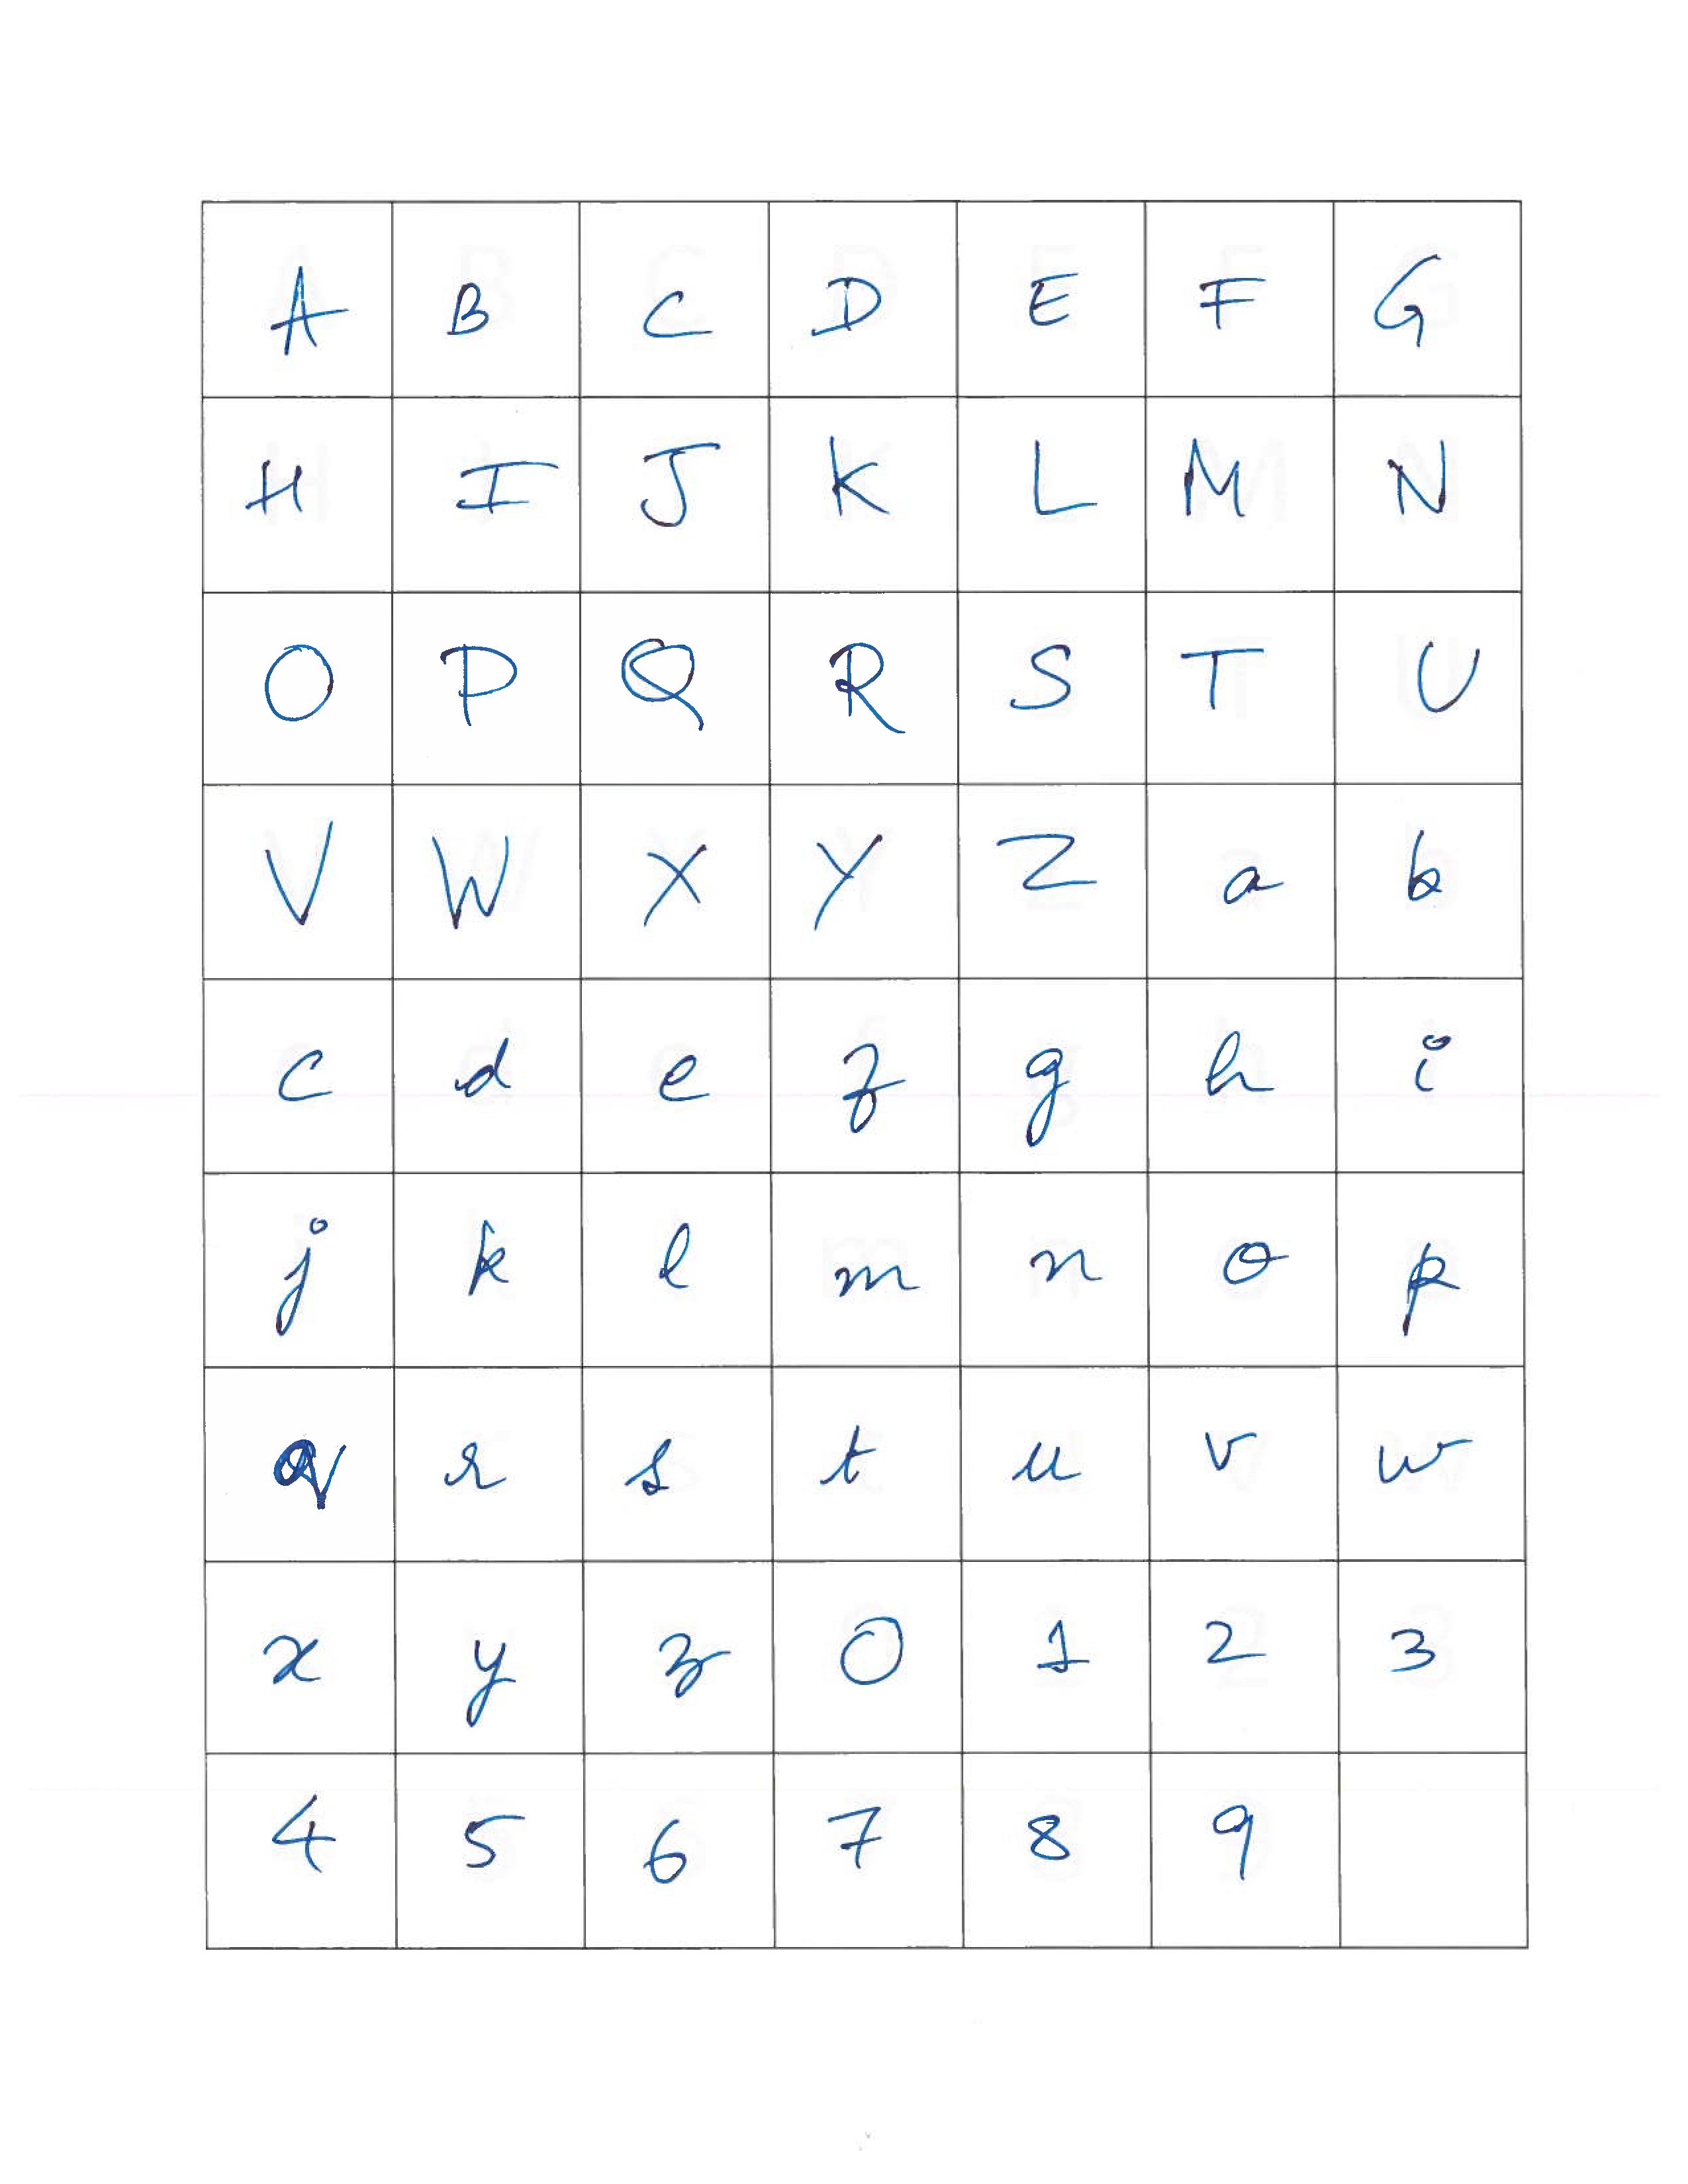 A B C D E F G
H I J K L M N
O P Q R S T U
V W X Y Z a b
c d e f g h i
j k l m n o p
q r s t u v w
x y z 0 1 2 3
4 5 6 7 8 9